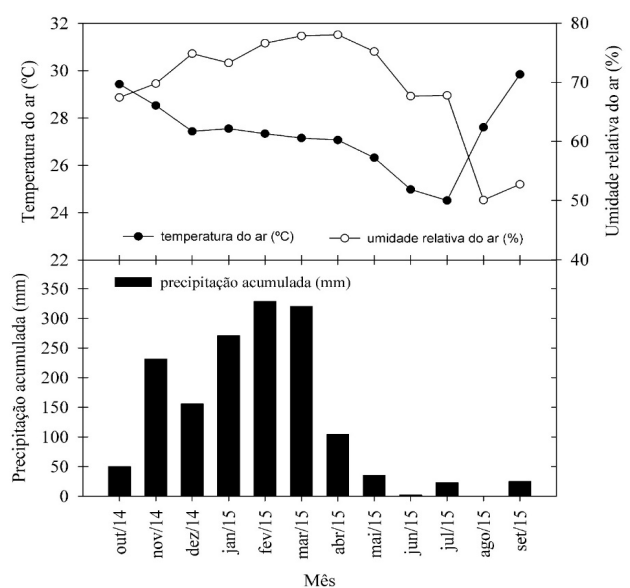 32
30
28
26
24
22
Temperatura do ar (ºC)
80
70
60
50
40
Umidade relativa do ar (%)
temperatura do ar (ºC)
umidade relativa do ar (%)
precipitação acumulada (mm)
350
300
250
200
150
100
50
0
Precipitação acumulada (mm)
out/14
nov/14
dez/14
jan/15
fev/15
mar/15
abr/15
mai/15
jun/15
jul/15
ago/15
set/15
Mês